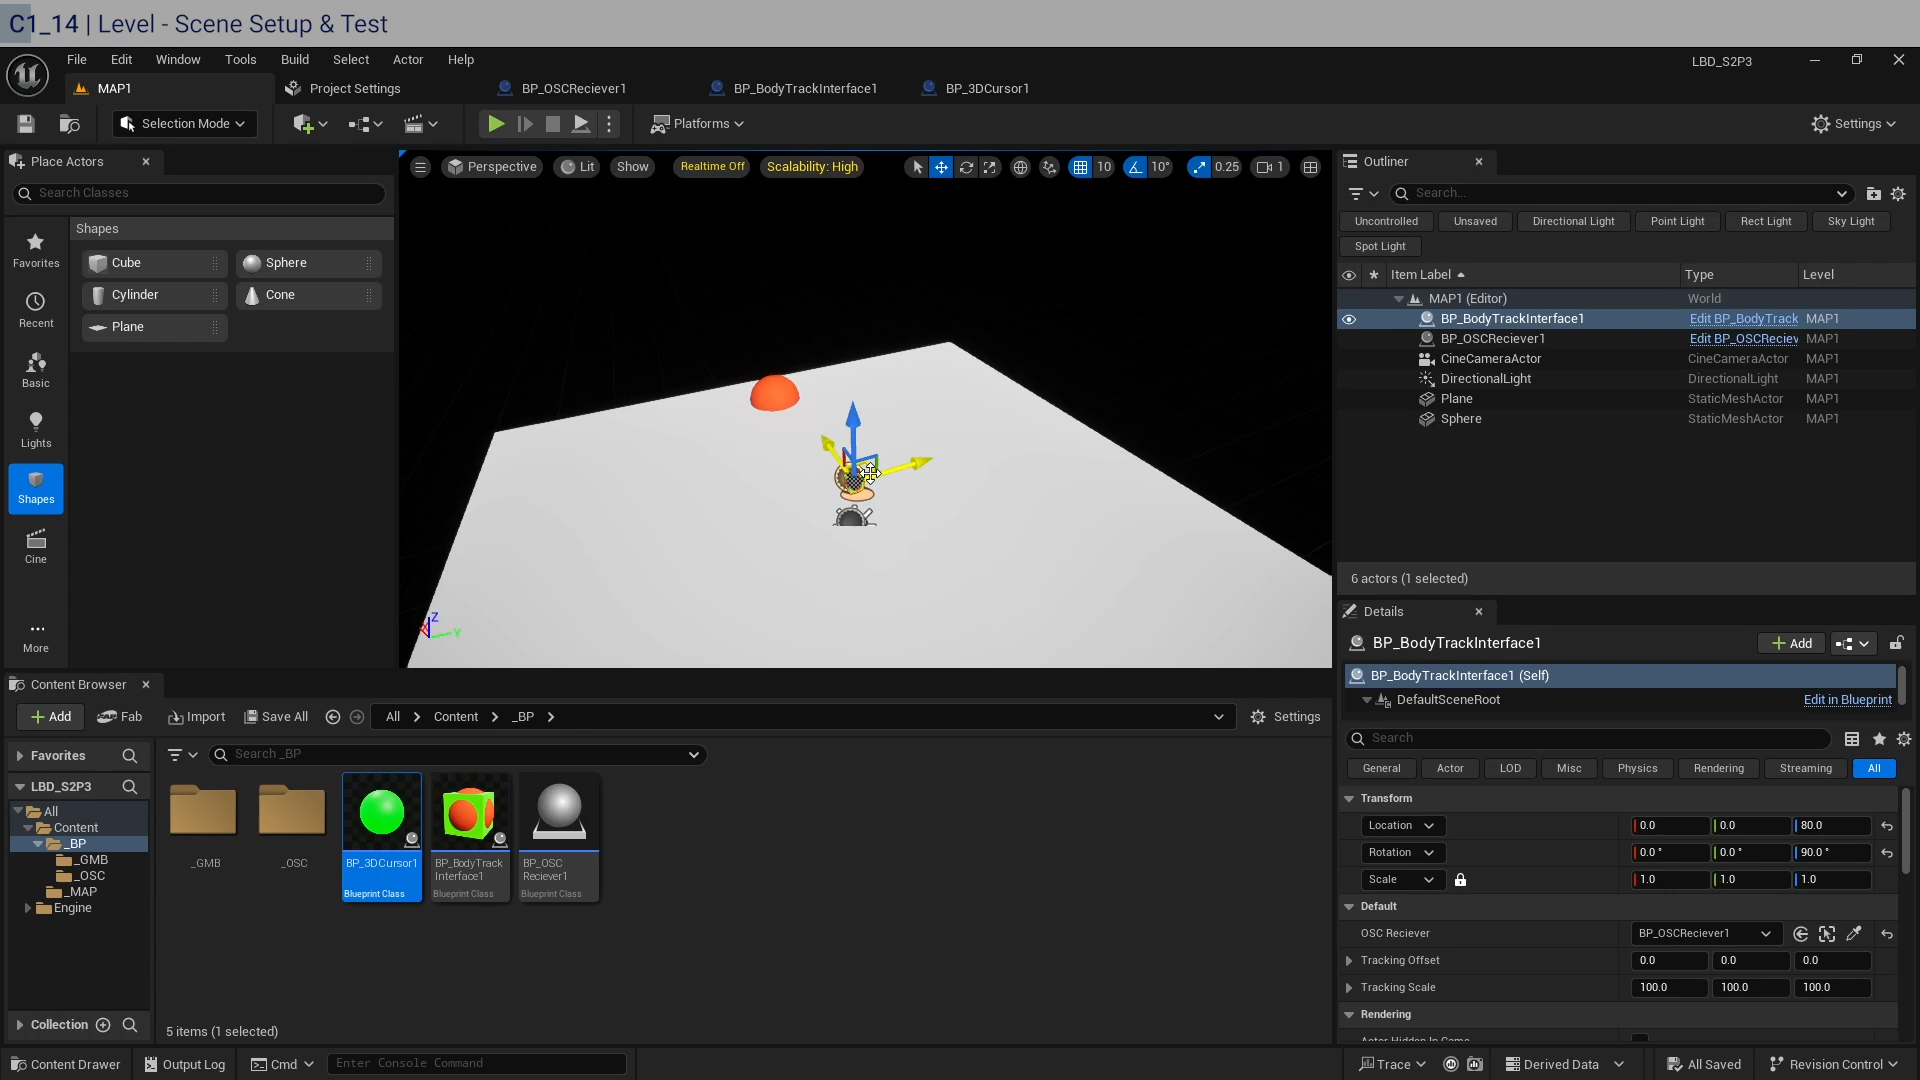 C1_14 | Level - Scene Setup & Test
File Edit Window Tools Build Select Actor Help
LBD_S2P3
MAP1 Project Settings BP_OSCReciever1 BP_BodyTrackInterface1 BP_3DCursor1
Selection Mode Platforms Settings
Place Actors
Search Classes
Shapes
Cube Sphere
Cylinder Cone
Plane
Favorites
Recent
Basic
Lights
Shapes
Cine
More
Perspective Lit Show Realtime Off Scalability: High 10 10° 0.25 1
Z
Y
Outliner
Search...
Uncontrolled Unsaved Directional Light Point Light Rect Light Sky Light
Spot Light
Item Label Type Level
MAP1 (Editor) World
BP_BodyTrackInterface1 Edit BP_BodyTrack MAP1
BP_OSCReciever1 Edit BP_OSCReciev MAP1
CineCameraActor CineCameraActor MAP1
DirectionalLight DirectionalLight MAP1
Plane StaticMeshActor MAP1
Sphere StaticMeshActor MAP1
6 actors (1 selected)
Details
BP_BodyTrackInterface1 Add
BP_BodyTrackInterface1 (Self)
DefaultSceneRoot Edit in Blueprint
Search
General Actor LOD Misc Physics Rendering Streaming All
Transform
Location 0.0 0.0 80.0
Rotation 0.0 ° 0.0 ° 90.0 °
Scale 1.0 1.0 1.0
Default
OSC Reciever BP_OSCReciever1
Tracking Offset 0.0 0.0 0.0
Tracking Scale 100.0 100.0 100.0
Rendering
Actor Hidden In Game
Content Browser
Add Fab Import Save All All Content _BP Settings
Favorites
LBD_S2P3
All
Content
_BP
_GMB
_OSC
_MAP
Engine
Collection
Search _BP
_GMB
_OSC
BP_3DCursor1
Blueprint Class
BP_BodyTrack
Interface1
Blueprint Class
BP_OSC
Reciever1
Blueprint Class
5 items (1 selected)
Content Drawer Output Log Cmd Enter Console Command Trace Derived Data All Saved Revision Control